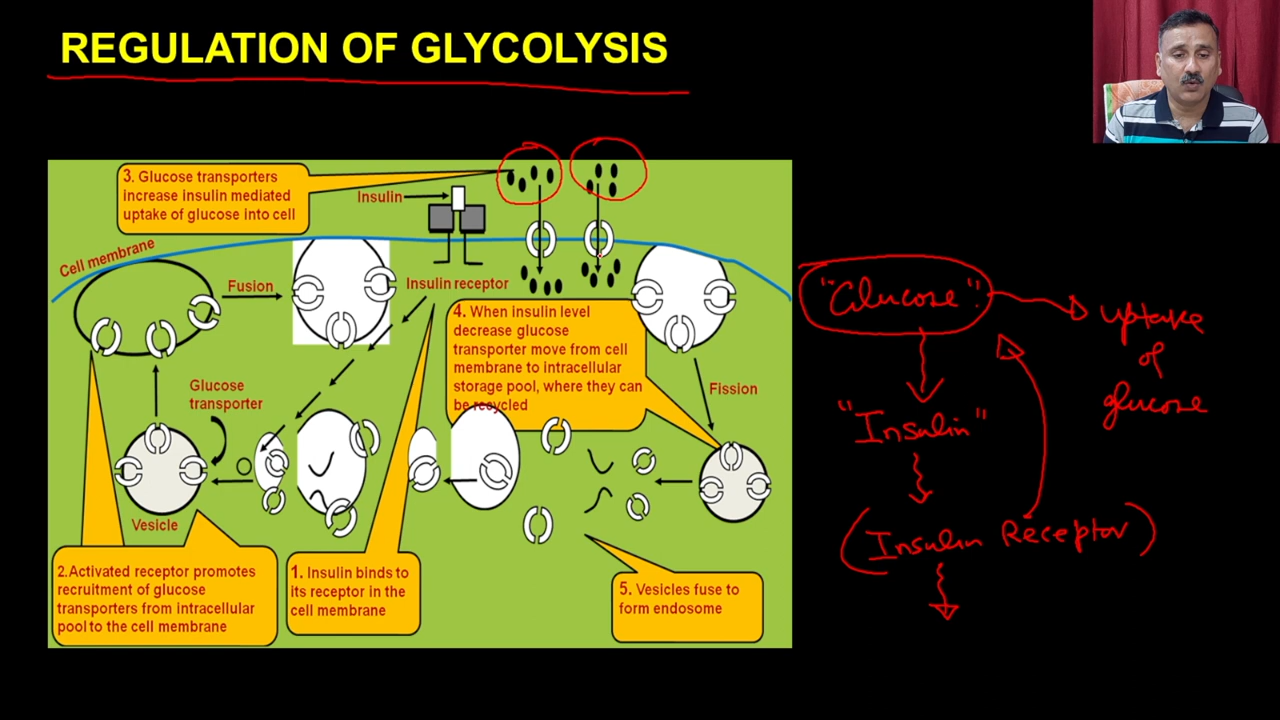 REGULATION OF GLYCOLYSIS
3. Glucose transporters
increase insulin mediated
uptake of glucose into cell
Insulin
Cell membrane
Fusion
Insulin receptor
4. When insulin level
decrease glucose
transporter move from cell
membrane to intracellular
storage pool, where they can
be recycled
Glucose
transporter
Fission
Vesicle
2.Activated receptor promotes
recruitment of glucose
transporters from intracellular
pool to the cell membrane
1. Insulin binds to
its receptor in the
cell membrane
5. Vesicles fuse to
form endosome
"Glucose"
uptake
of
glucose
"Insulin"
(Insulin Receptor)